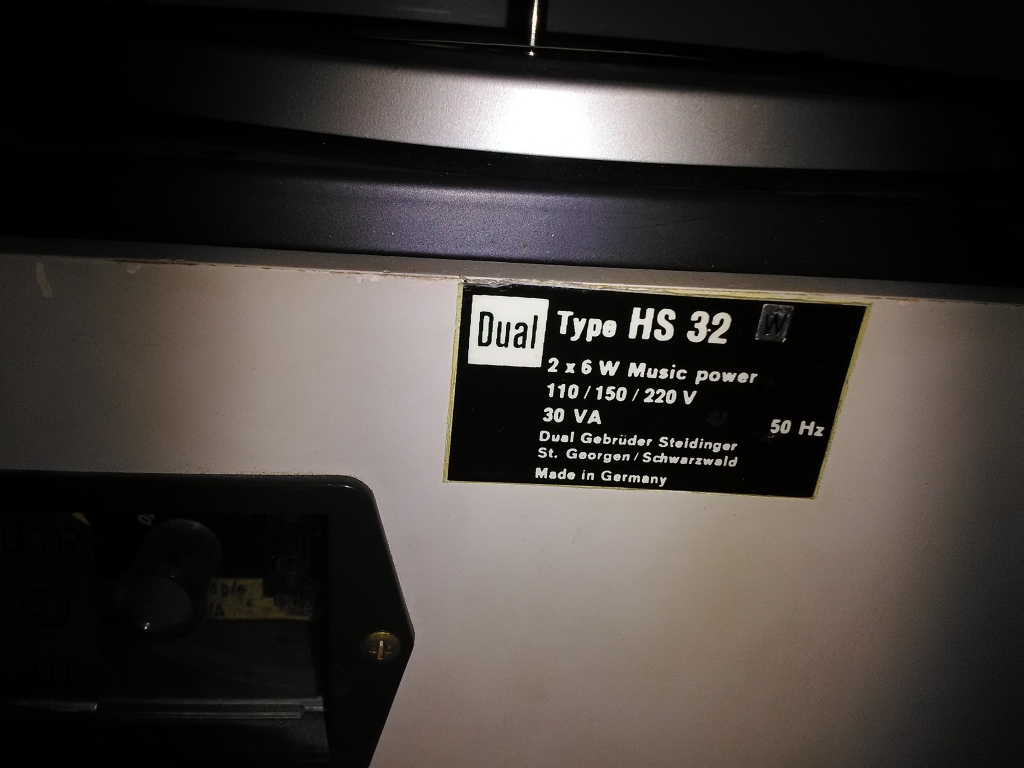 Dual Type HS 32 W
2 x 6 W Music power
110 / 150 / 220 V
30 VA
50 Hz
Dual Gebrüder Steidinger
St. Georgen / Schwarzwald
Made in Germany